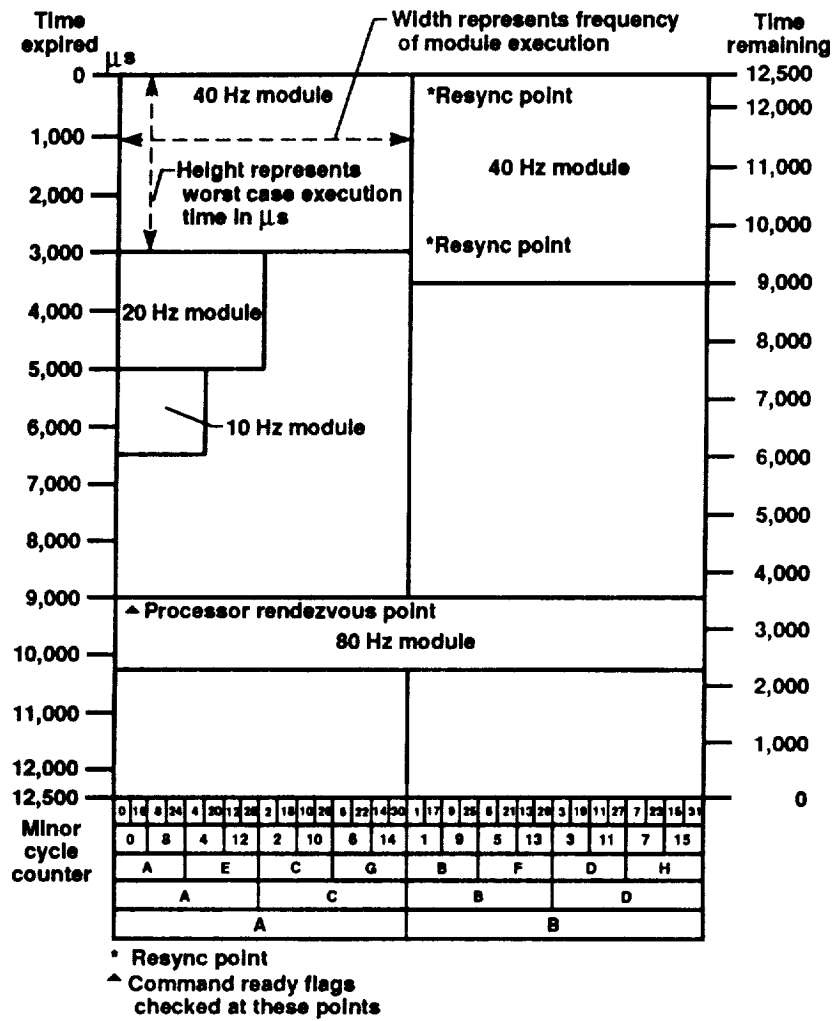 Time
expired
μs
Width represents frequency
of module execution
Time
remaining
0
40 Hz module
*Resync point
12,500
12,000
1,000
40 Hz module
11,000
Height represents
worst case execution
time in μs
2,000
10,000
*Resync point
3,000
9,000
20 Hz module
4,000
8,000
5,000
7,000
6,000
10 Hz module
6,000
7,000
5,000
8,000
4,000
9,000
Processor rendezvous point
80 Hz module
3,000
10,000
2,000
11,000
1,000
12,000
12,500
0
Minor
cycle
counter
0 16 8 24 4 20 12 28 2 18 10 26 6 22 14 30 1 17 9 25 5 21 13 29 3 19 11 27 7 23 15 31
0 8 4 12 2 10 6 14 1 9 5 13 3 11 7 15
A E C G B F D H
A C B D
A B
* Resync point
Command ready flags
checked at these points